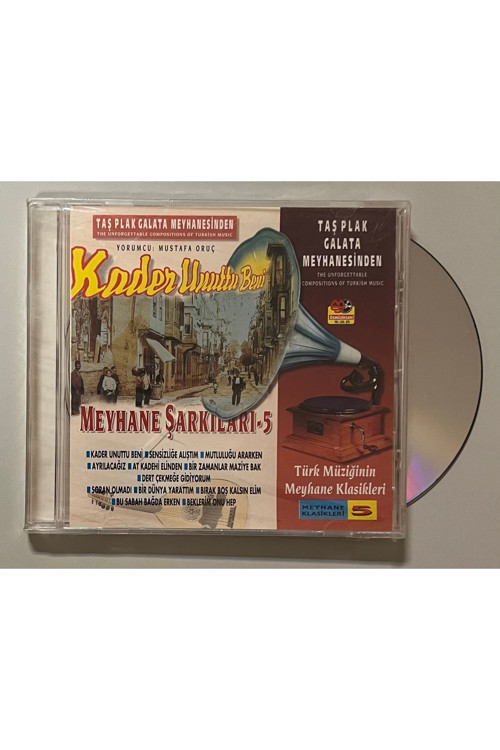 TAŞ PLAK GALATA MEYHANESİNDEN
THE UNFORGETTABLE COMPOSITIONS OF TURKISH MUSIC
YORUMCU: MUSTAFA ORUÇ
Kader Unuttu Beni
MEYHANE ŞARKILARI-5
KADER UNUTTU BENİ SENSİZLİĞE ALIŞTIM MUTLULUĞU ARARKEN
AYRILACAĞIZ AT KADEHİ ELİNDEN BİR ZAMANLAR MAZİYE BAK
DERT ÇEKMEĞE GİDİYORUM
SORAN OLMADI BİR DÜNYA YARATTIM BIRAK BOŞ KALSIN ELİM
BU SABAH BAĞDA ERKEN BEKLERİM ONU HEP
TAŞ PLAK
GALATA
MEYHANESİNDEN
THE UNFORGETTABLE
COMPOSITIONS OF TURKISH MUSIC
Türk Müziğinin
Meyhane Klasikleri
MEYHANE
KLASİKLERİ 5